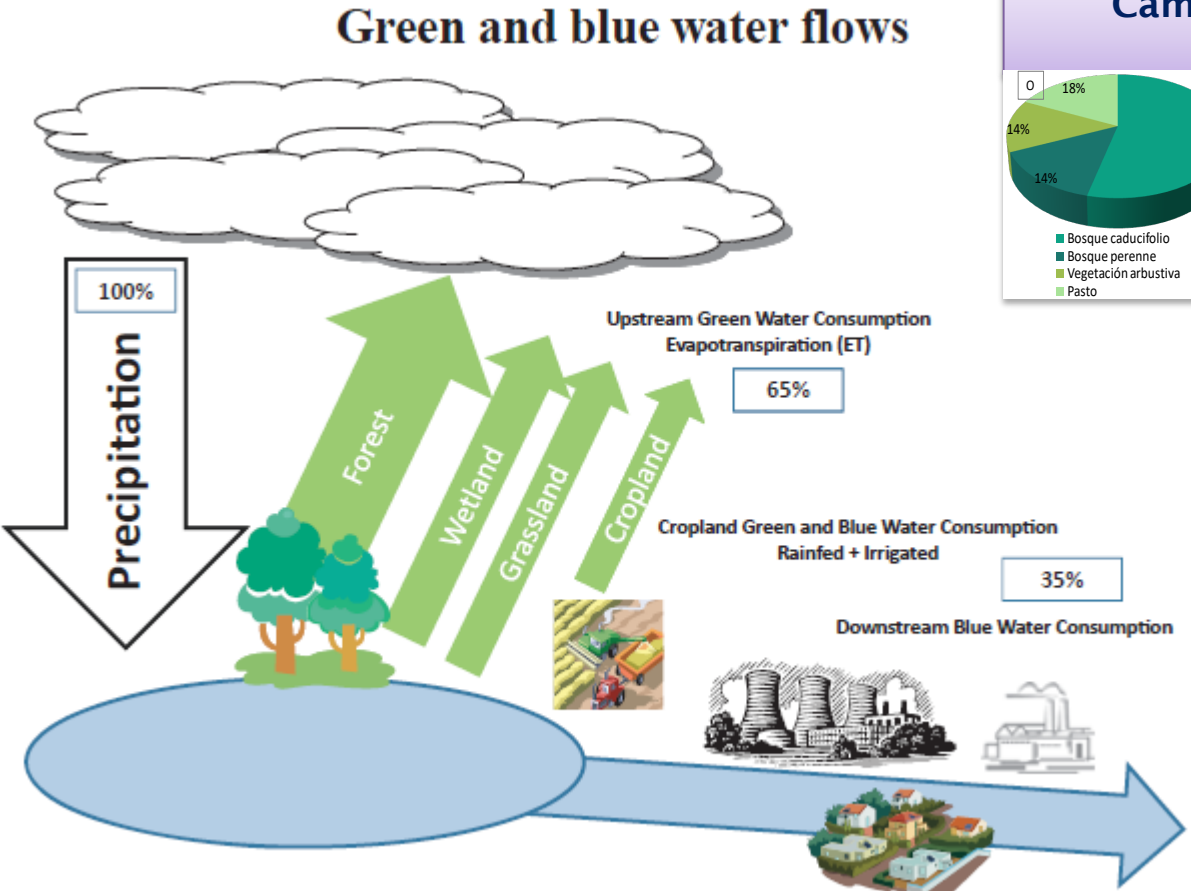 Green and blue water flows
Cam
O
18%
14%
14%
Bosque caducifolio
Bosque perenne
Vegetación arbustiva
Pasto
100%
Precipitation
Forest
Wetland
Grassland
Cropland
Upstream Green Water Consumption
Evapotranspiration (ET)
65%
Cropland Green and Blue Water Consumption
Rainfed + Irrigated
35%
Downstream Blue Water Consumption